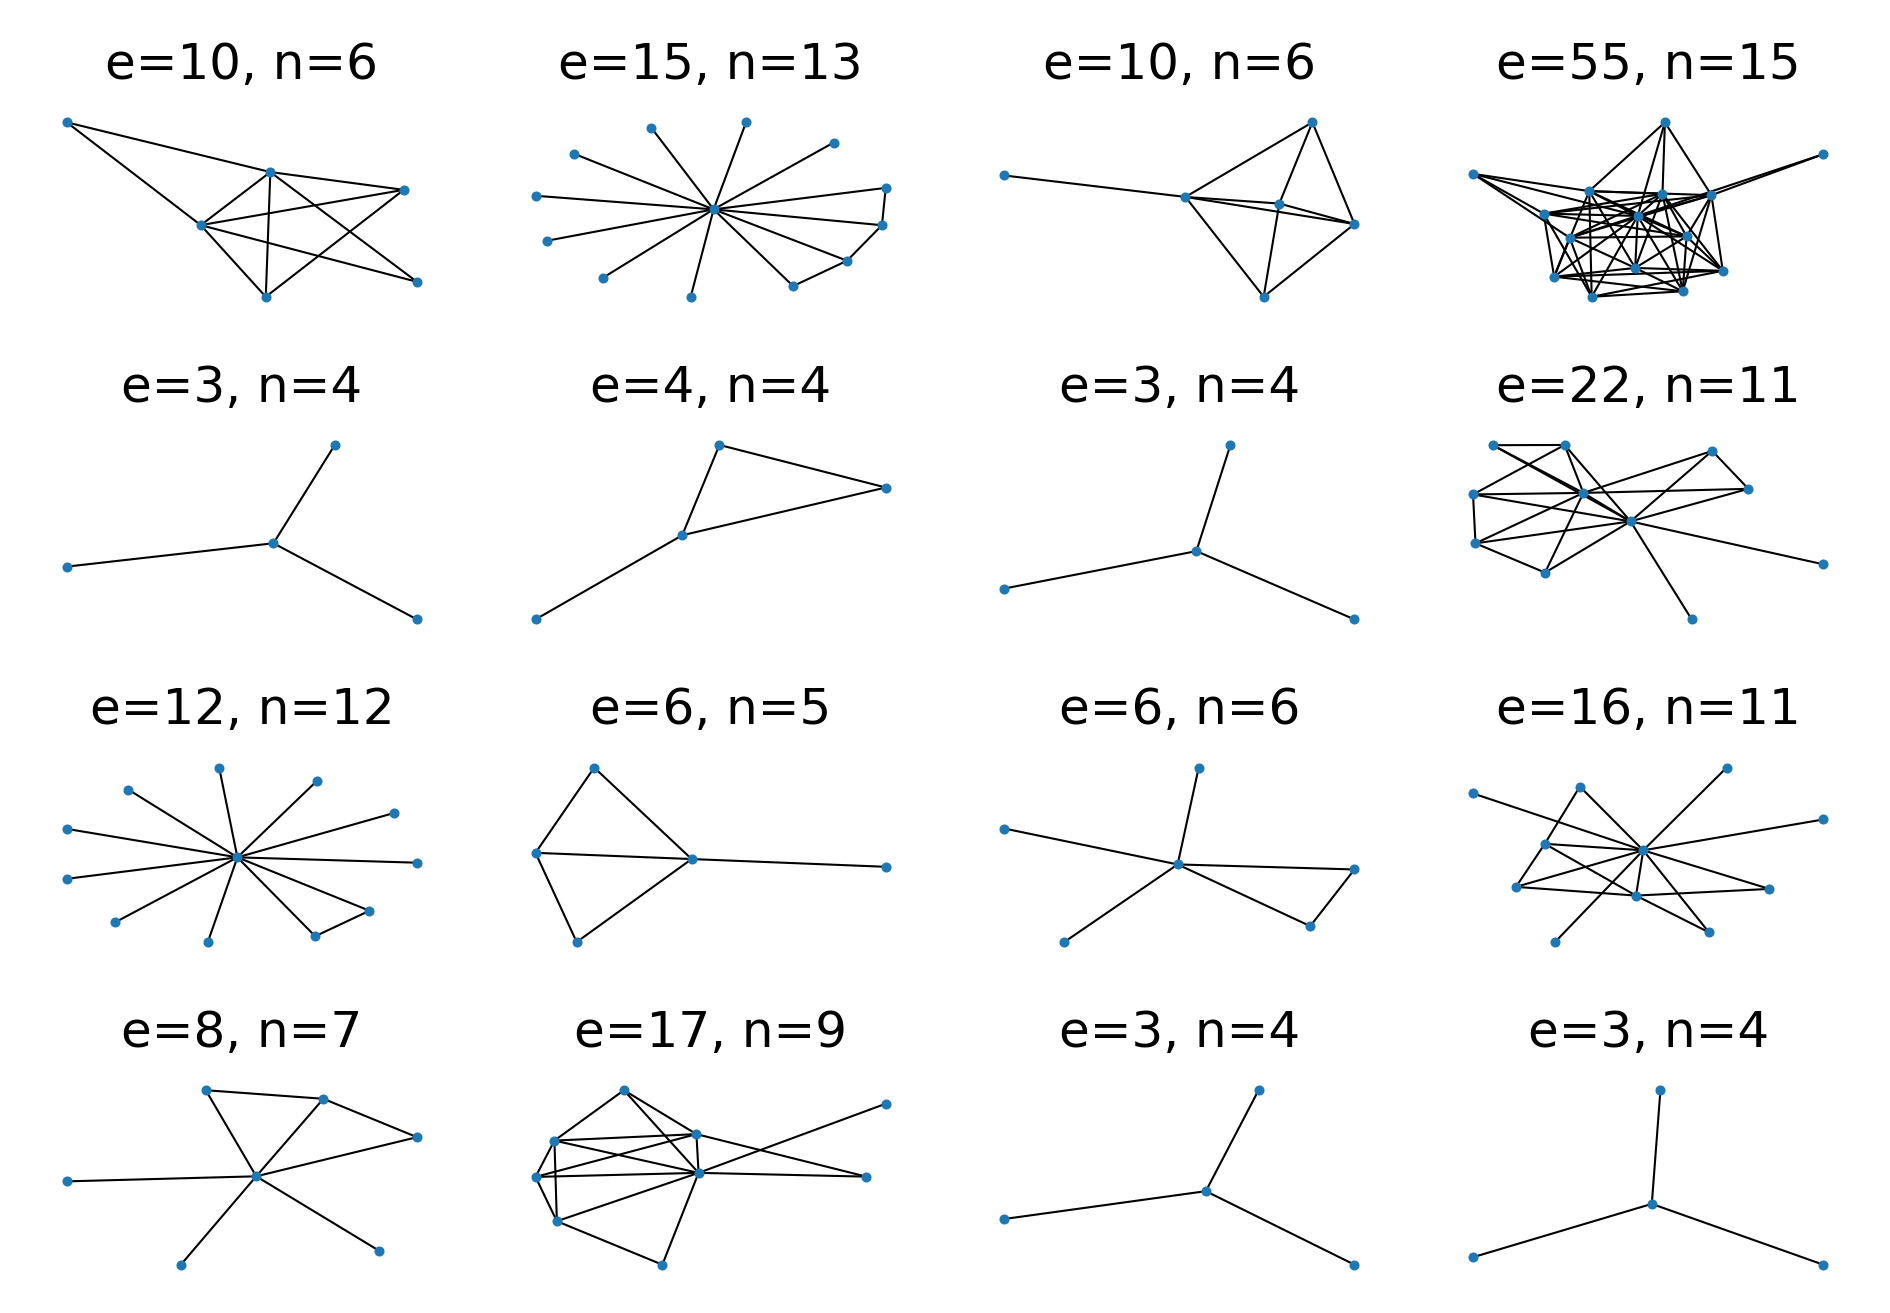 e=10, n=6
e=15, n=13
e=10, n=6
e=55, n=15
e=3, n=4
e=4, n=4
e=3, n=4
e=22, n=11
e=12, n=12
e=6, n=5
e=6, n=6
e=16, n=11
e=8, n=7
e=17, n=9
e=3, n=4
e=3, n=4